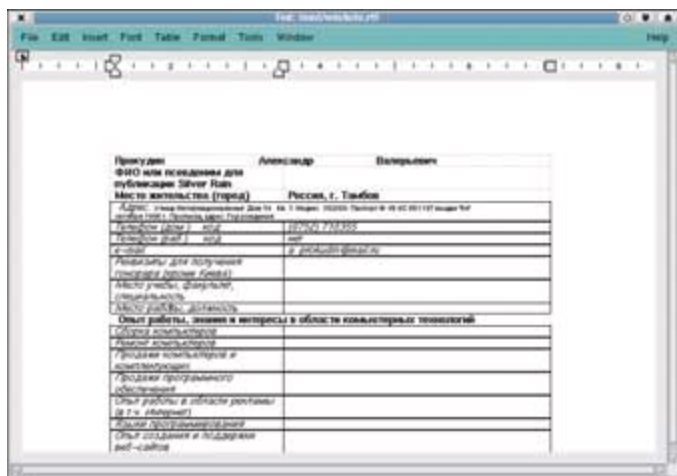 File Edit Insert Font Table Format Tools Window Help
Прокудин Александр Валерьевич
ФИО или псевдоним для
публикации Silver Rain
Место жительства (город) Россия, г. Тамбов
Адрес:
Телефон (дом.) код (0752)
Телефон (раб.) код нет
e-mail
Реквизиты для получения
гонорара (кроме Киева)
Место учебы, факультет,
специальность
Место работы, должность
Опыт работы, знания и интересы в области компьютерных технологий
Сборка компьютеров
Ремонт компьютеров
Продажа компьютеров и
комплектующих
Продажа программного
обеспечения
Опыт работы в области рекламы
(в т.ч. Интернет)
Языки программирования
Опыт создания и поддержки
веб-сайтов